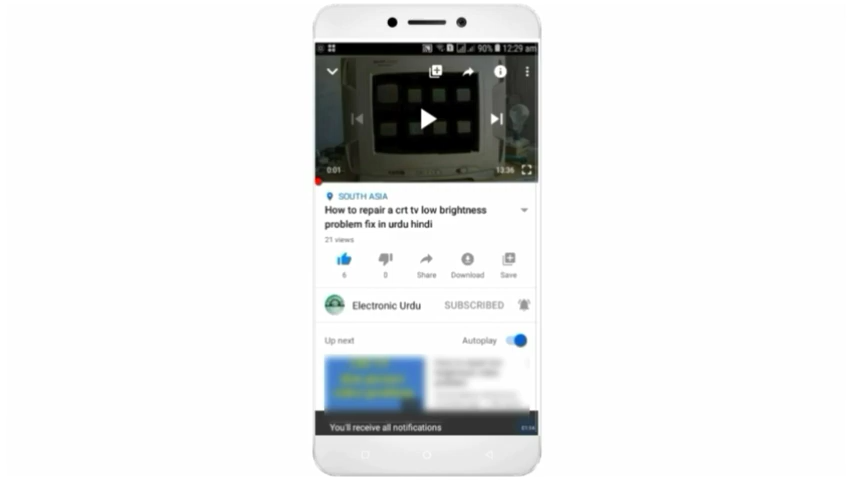 90% 12:29 am
0:01
13:36
SOUTH ASIA
How to repair a crt tv low brightness
problem fix in urdu hindi
21 views
6 0 Share Download Save
Electronic Urdu SUBSCRIBED
Up next Autoplay
You'll receive all notifications